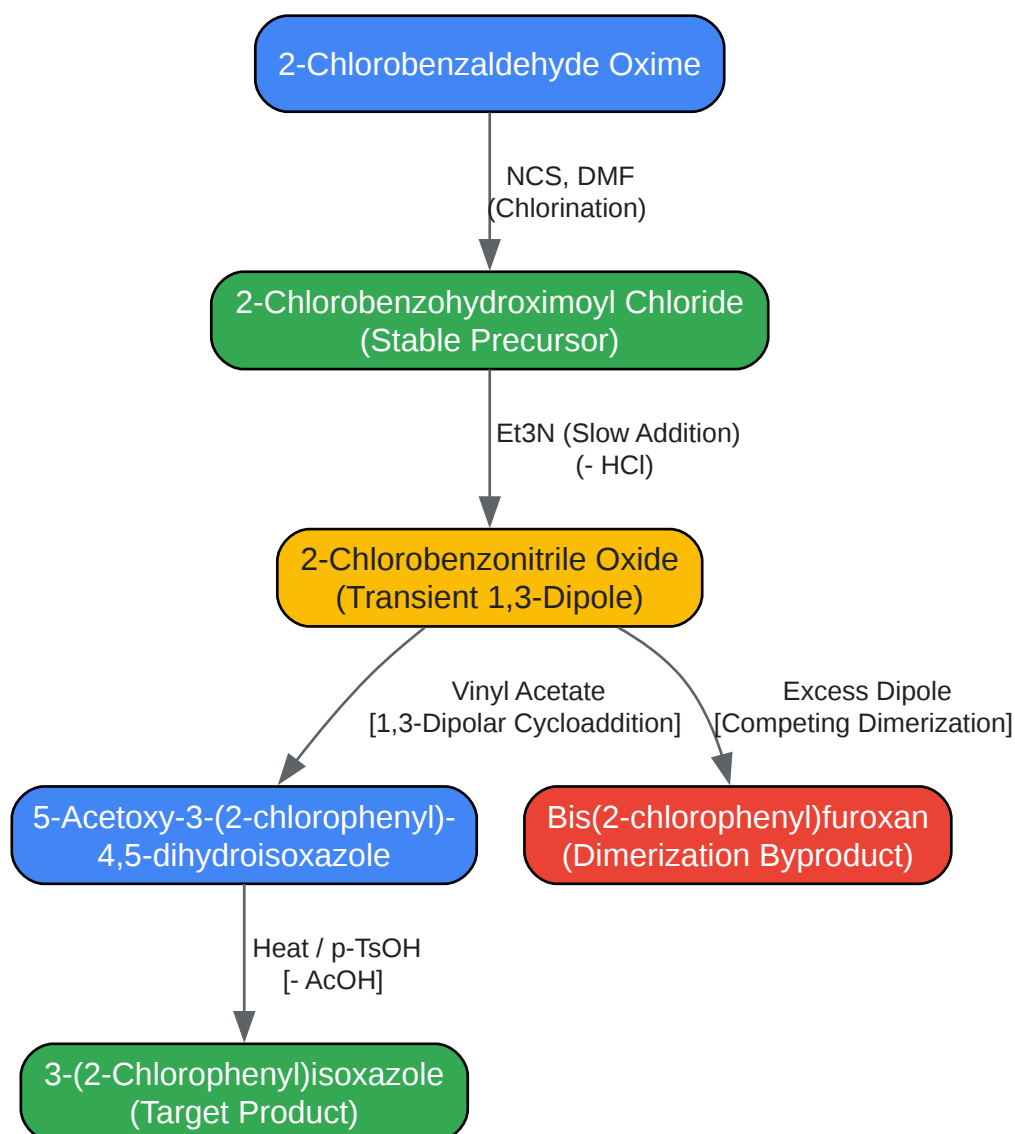 2-Chlorobenzaldehyde Oxime
NCS, DMF
(Chlorination)
2-Chlorobenzohydroximoyl Chloride
(Stable Precursor)
Et3N (Slow Addition)
(- HCl)
2-Chlorobenzonitrile Oxide
(Transient 1,3-Dipole)
Vinyl Acetate
[1,3-Dipolar Cycloaddition]
Excess Dipole
[Competing Dimerization]
5-Acetoxy-3-(2-chlorophenyl)-
4,5-dihydroisoxazole
Bis(2-chlorophenyl)furoxan
(Dimerization Byproduct)
Heat / p-TsOH
[- AcOH]
3-(2-Chlorophenyl)isoxazole
(Target Product)